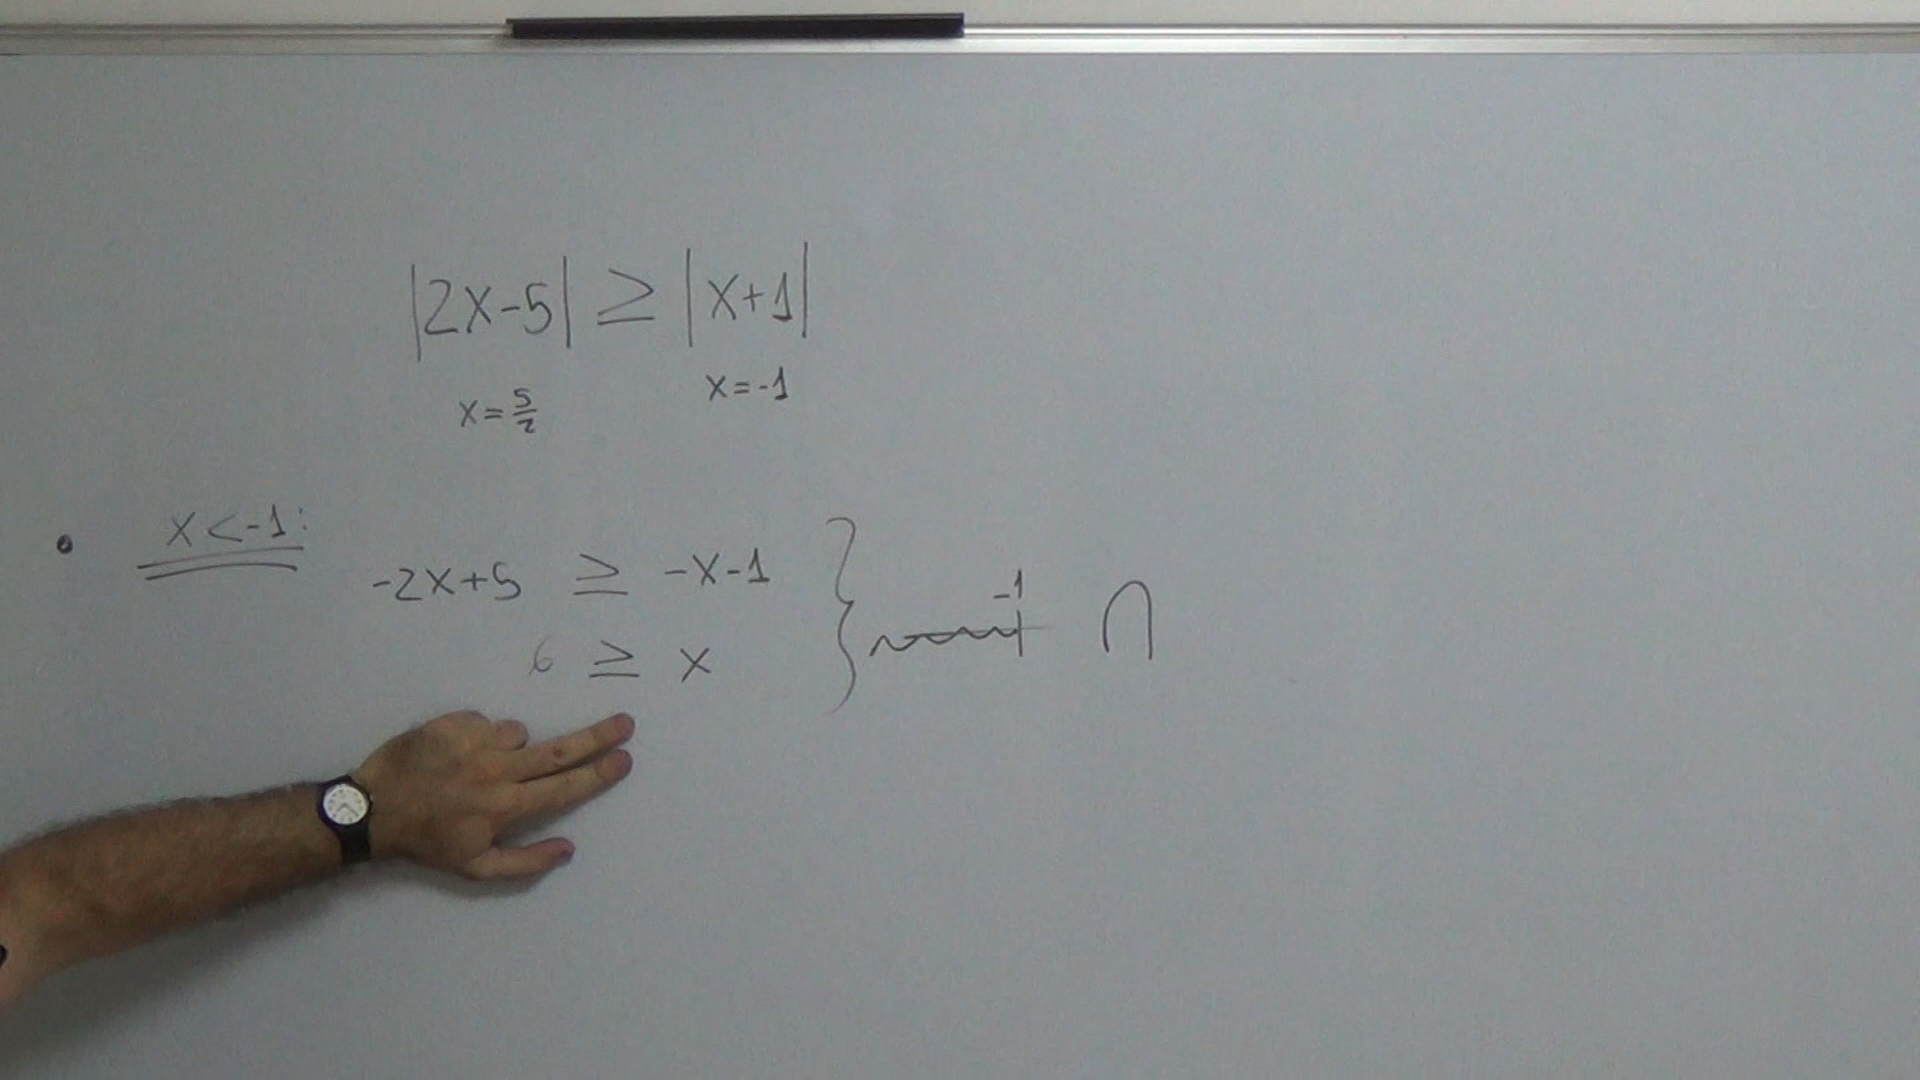 |2x-5| ≥ |x+1|
x = 5/2 x = -1
• x < -1:
-2x+5 ≥ -x-1
6 ≥ x } -1 ∩